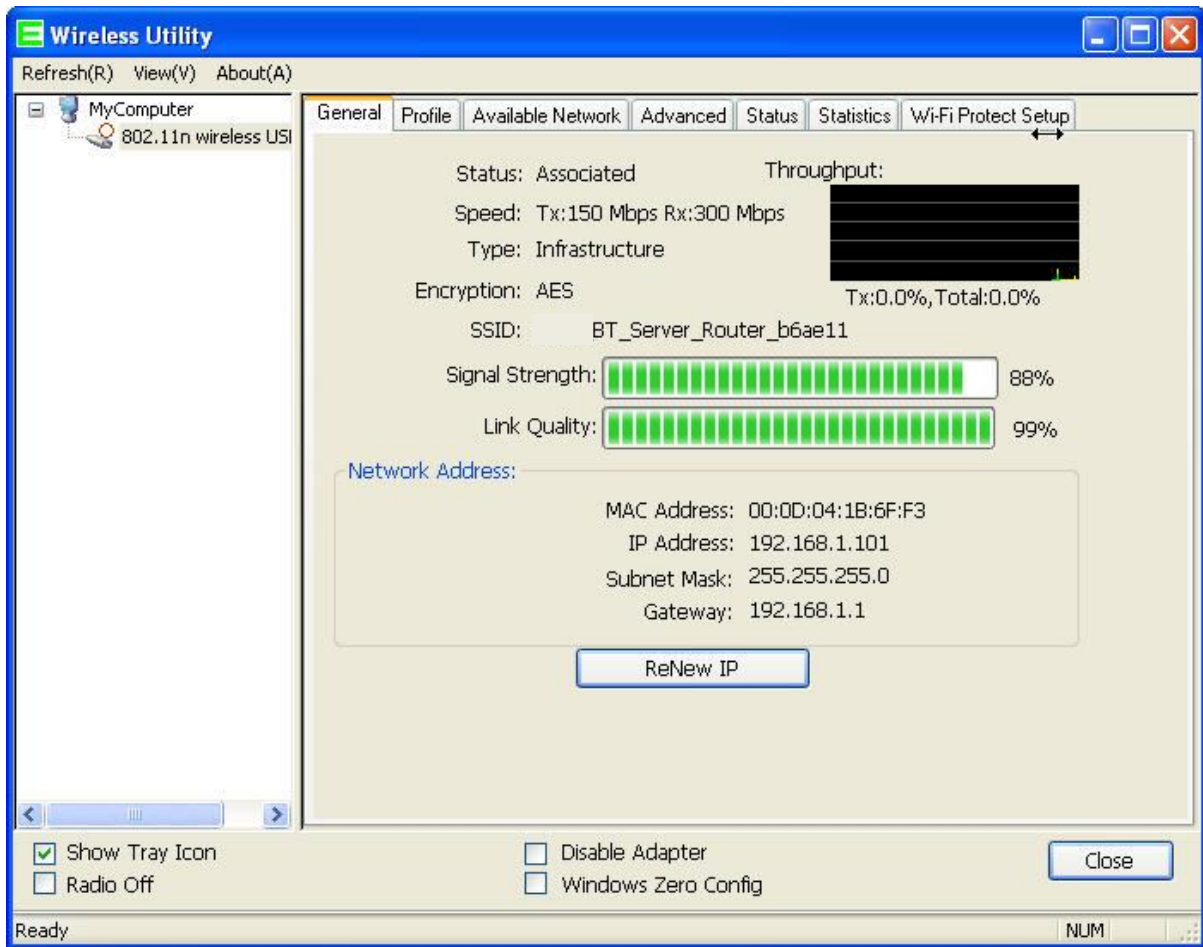 Wireless Utility
Refresh(R) View(V) About(A)
MyComputer
802.11n wireless USI
General Profile Available Network Advanced Status Statistics Wi-Fi Protect Setup
Status: Associated
Throughput:
Speed: Tx:150 Mbps Rx:300 Mbps
Type: Infrastructure
Encryption: AES
Tx:0.0%, Total:0.0%
SSID: BT_Server_Router_b6ae11
Signal Strength: 88%
Link Quality: 99%
Network Address:
MAC Address: 00:0D:04:1B:6F:F3
IP Address: 192.168.1.101
Subnet Mask: 255.255.255.0
Gateway: 192.168.1.1
ReNew IP
Show Tray Icon
Disable Adapter
Radio Off
Windows Zero Config
Close
Ready
NUM